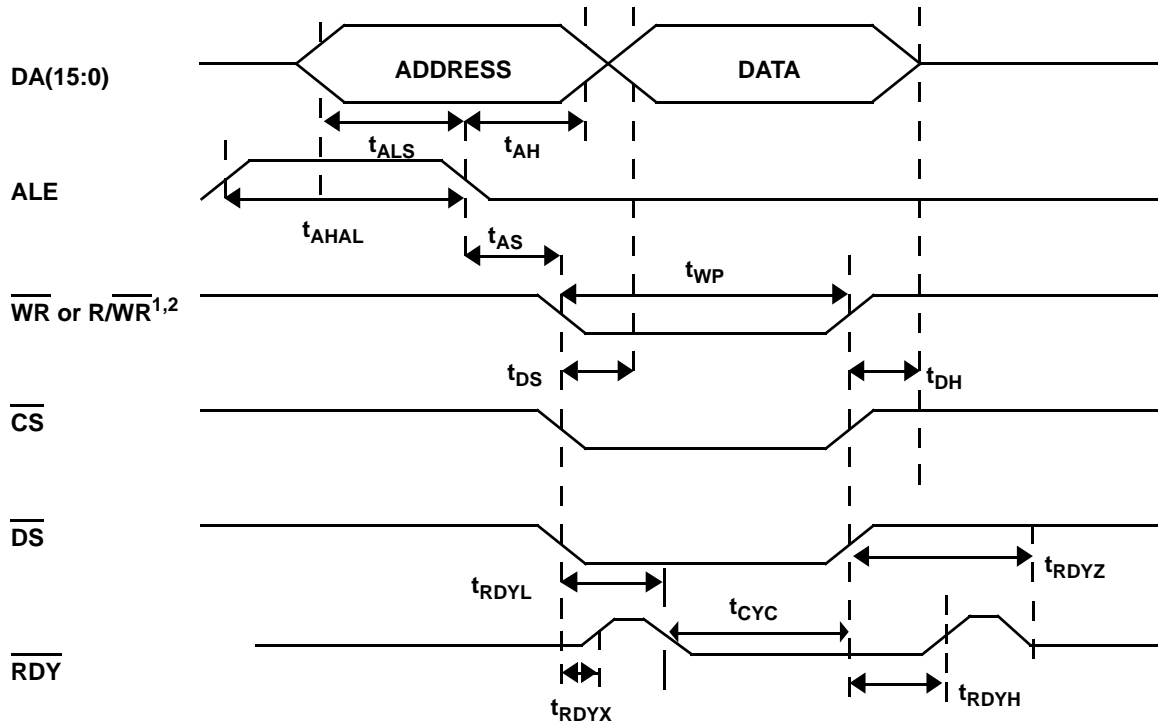 DA(15:0)
ADDRESS
DATA
tALS
tAH
ALE
tAHAL
tAS
tWP
WR or R/WR1,2
tDS
tDH
CS
DS
tRDYL
tRDYZ
tCYC
RDY
tRDYX
tRDYH